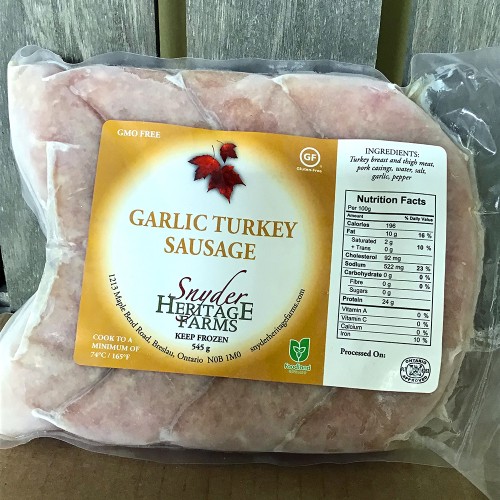 GMO FREE
GF
Gluten-Free
GARLIC TURKEY
SAUSAGE
Snyder
HERITAGE
FARMS
KEEP FROZEN
545 g
1213 Maple Bend Road, Breslau, Ontario N0B 1M0 snyderheritagefarms.com
COOK TO A
MINIMUM OF
74°C / 165°F
foodland
ONTARIO
INGREDIENTS:
Turkey breast and thigh meat,
pork casings, water, salt,
garlic, pepper
Nutrition Facts
Per 100g
Amount % Daily Value
Calories 196
Fat 10 g 16 %
Saturated 2 g
+ Trans 0 g 10 %
Cholesterol 92 mg
Sodium 522 mg 23 %
Carbohydrate 0 g 0 %
Fibre 0 g 0 %
Sugars 0 g
Protein 24 g
Vitamin A 0 %
Vitamin C 0 %
Calcium 0 %
Iron 10 %
Processed On:
ONTARIO
APPROVED